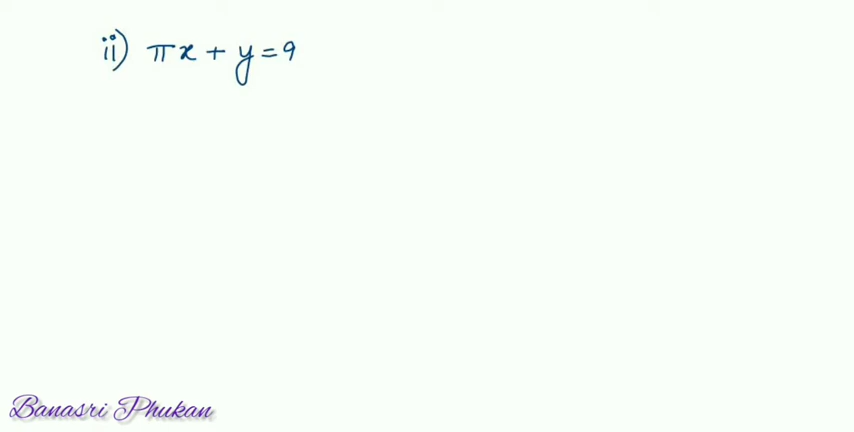 ii) πx + y = 9
Banasri Phukan